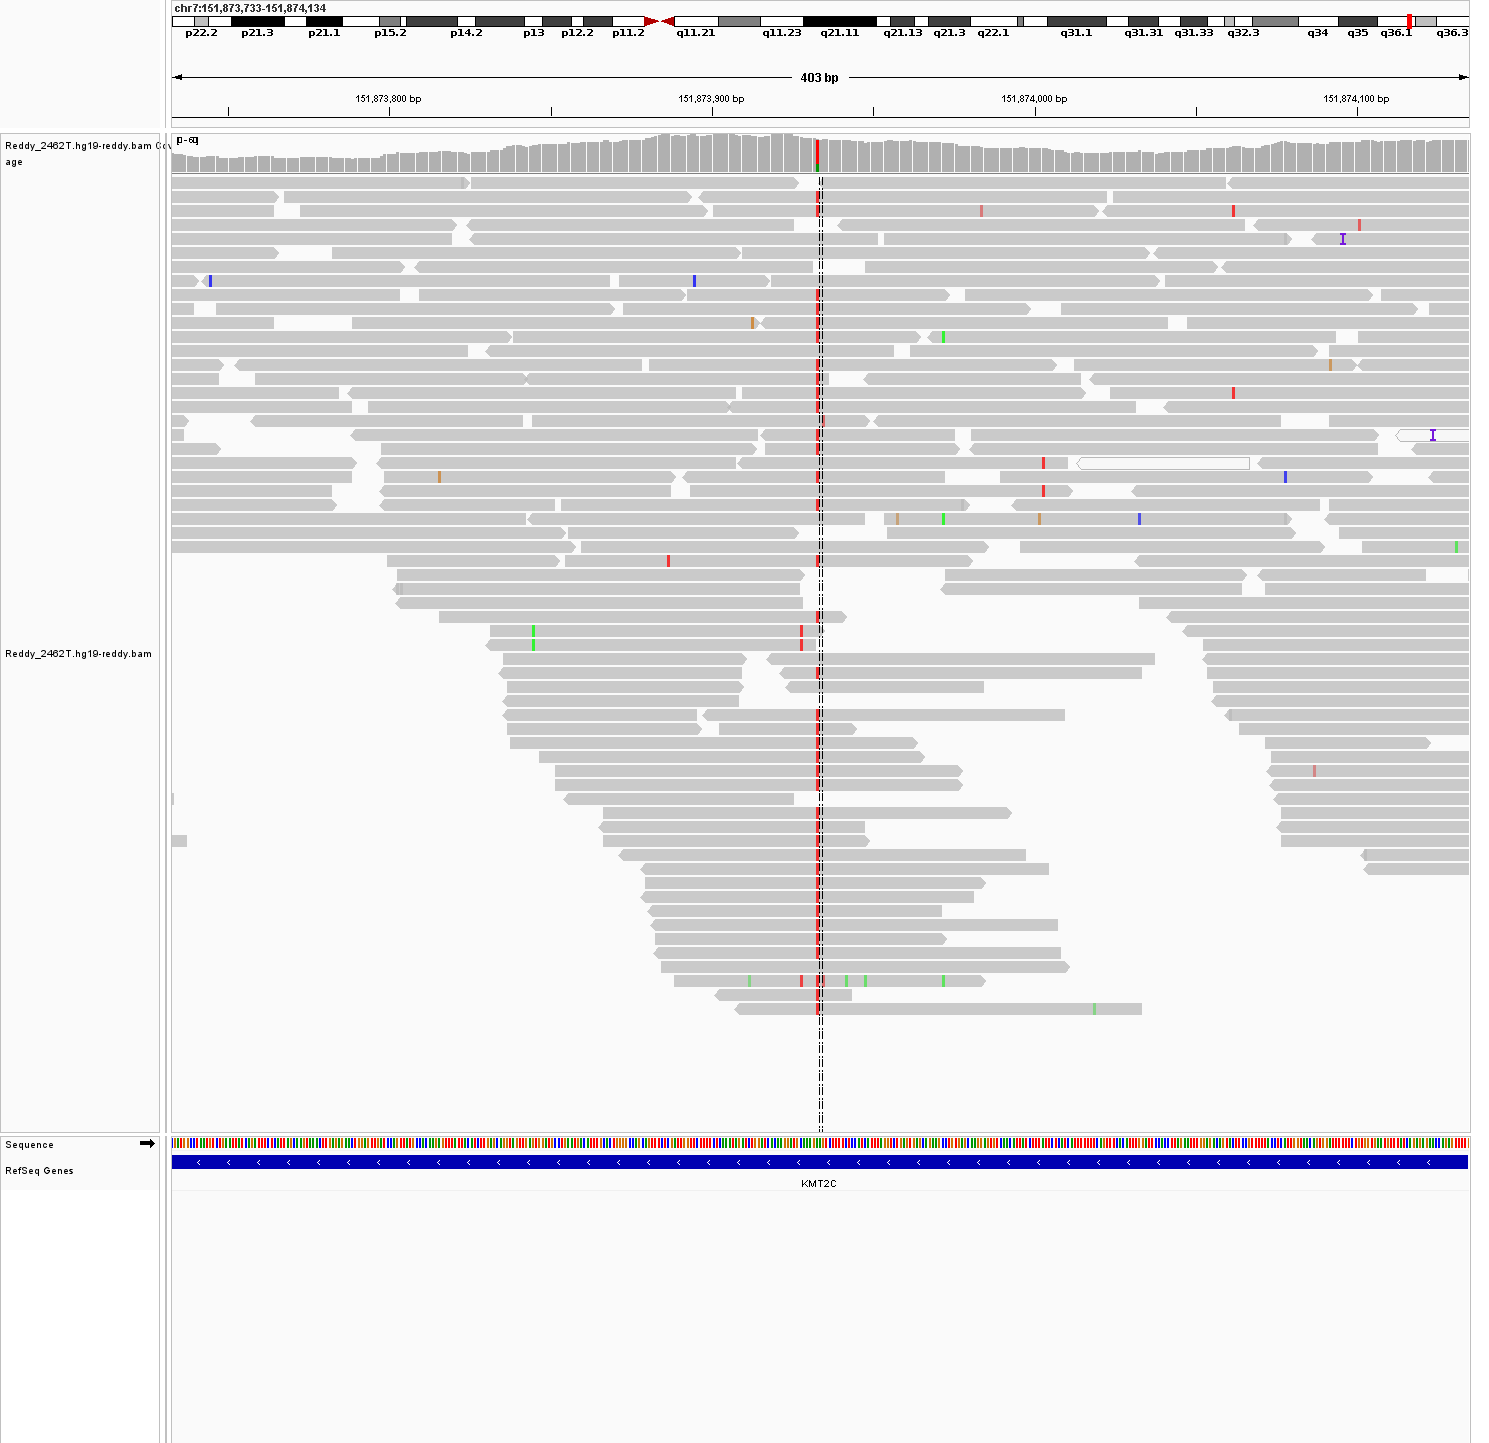 chr7:151,873,733-151,874,134
p22.2 p21.3 p21.1 p15.2 p14.2 p13 p12.2 p11.2 q11.21 q11.23 q21.11 q21.13 q21.3 q22.1 q31.1 q31.31 q31.33 q32.3 q34 q35 q36.1 q36.3
403 bp
151,873,800 bp 151,873,900 bp 151,874,000 bp 151,874,100 bp
Reddy_2462T.hg19-reddy.bam Cov
age
[0 - 60]
Reddy_2462T.hg19-reddy.bam
Sequence
RefSeq Genes
KMT2C